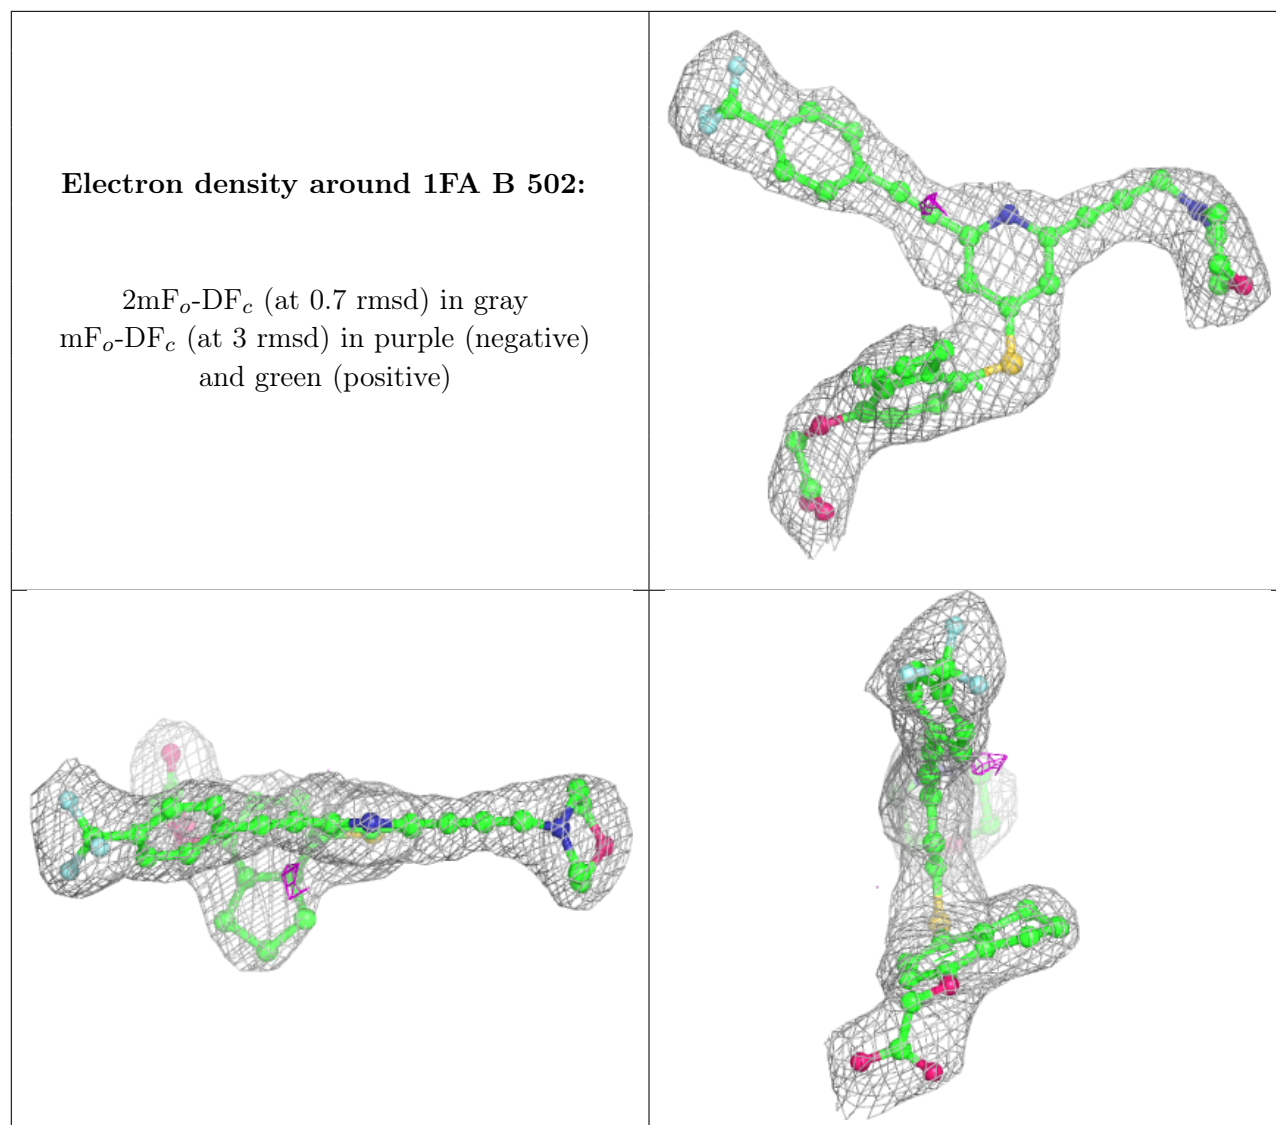 Electron density around 1FA B 502:
2mFo-DFc (at 0.7 rmsd) in gray
mFo-DFc (at 3 rmsd) in purple (negative)
and green (positive)